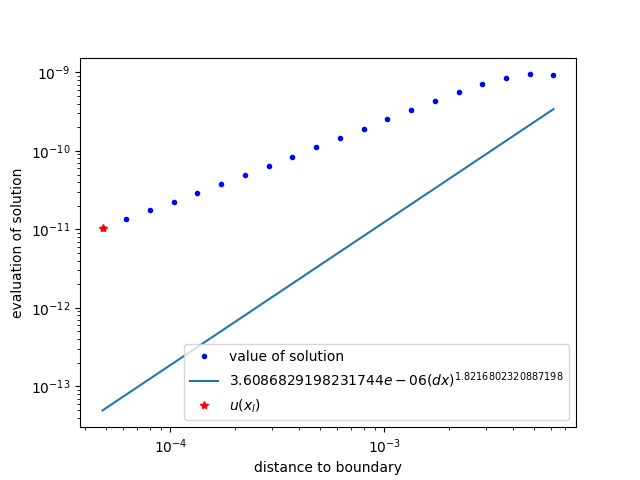 10⁻⁹
10⁻¹⁰
10⁻¹¹
10⁻¹²
10⁻¹³
evaluation of solution
value of solution
3.6086829198231744e − 06(dx)^1.8216802320887198
u(x_l)
10⁻⁴
10⁻³
distance to boundary